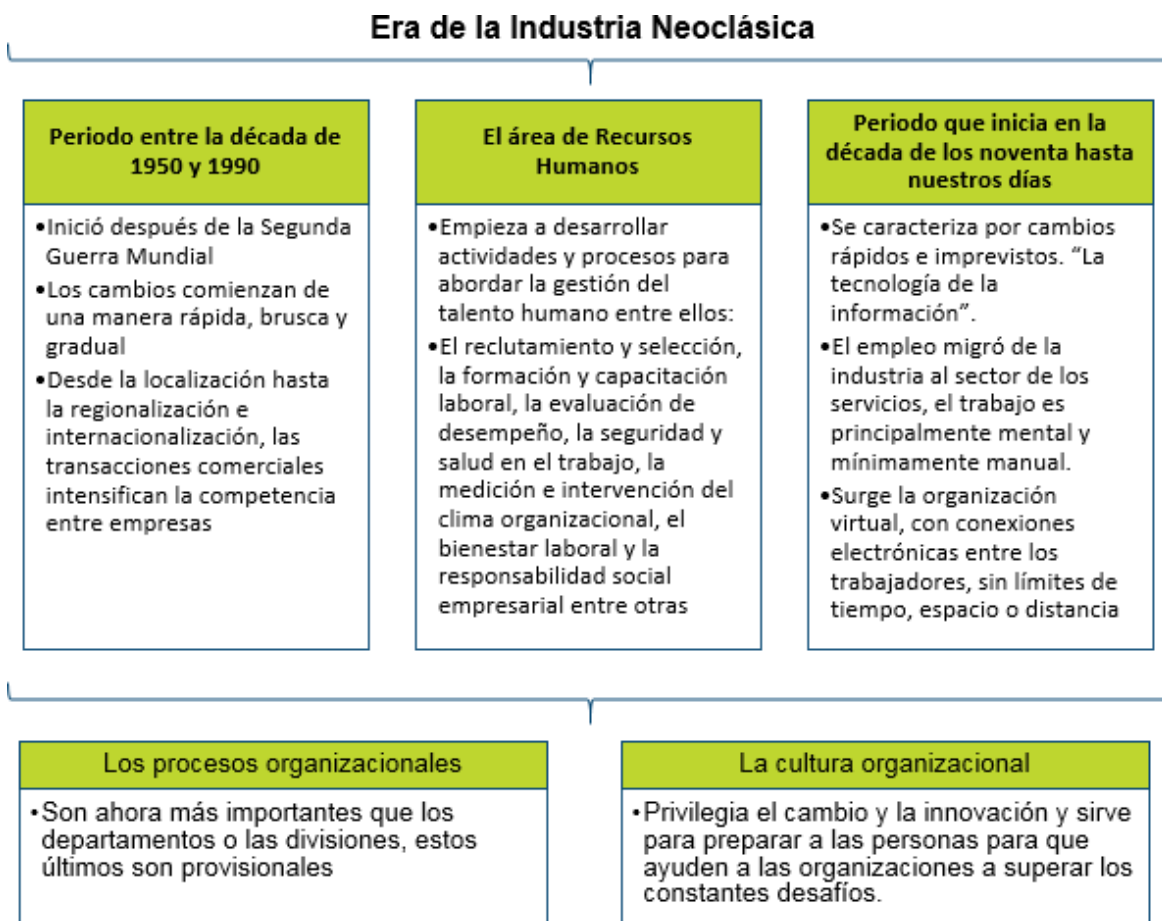 Era de la Industria Neoclásica
Periodo entre la década de
1950 y 1990
•Inició después de la Segunda
Guerra Mundial
•Los cambios comienzan de
una manera rápida, brusca y
gradual
•Desde la localización hasta
la regionalización e
internacionalización, las
transacciones comerciales
intensifican la competencia
entre empresas
El área de Recursos
Humanos
•Empieza a desarrollar
actividades y procesos para
abordar la gestión del
talento humano entre ellos:
•El reclutamiento y selección,
la formación y capacitación
laboral, la evaluación de
desempeño, la seguridad y
salud en el trabajo, la
medición e intervención del
clima organizacional, el
bienestar laboral y la
responsabilidad social
empresarial entre otras
Periodo que inicia en la
década de los noventa hasta
nuestros días
•Se caracteriza por cambios
rápidos e imprevistos. “La
tecnología de la
información”.
•El empleo migró de la
industria al sector de los
servicios, el trabajo es
principalmente mental y
mínimamente manual.
•Surge la organización
virtual, con conexiones
electrónicas entre los
trabajadores, sin límites de
tiempo, espacio o distancia
Los procesos organizacionales
•Son ahora más importantes que los
departamentos o las divisiones, estos
últimos son provisionales
La cultura organizacional
•Privilegia el cambio y la innovación y sirve
para preparar a las personas para que
ayuden a las organizaciones a superar los
constantes desafíos.